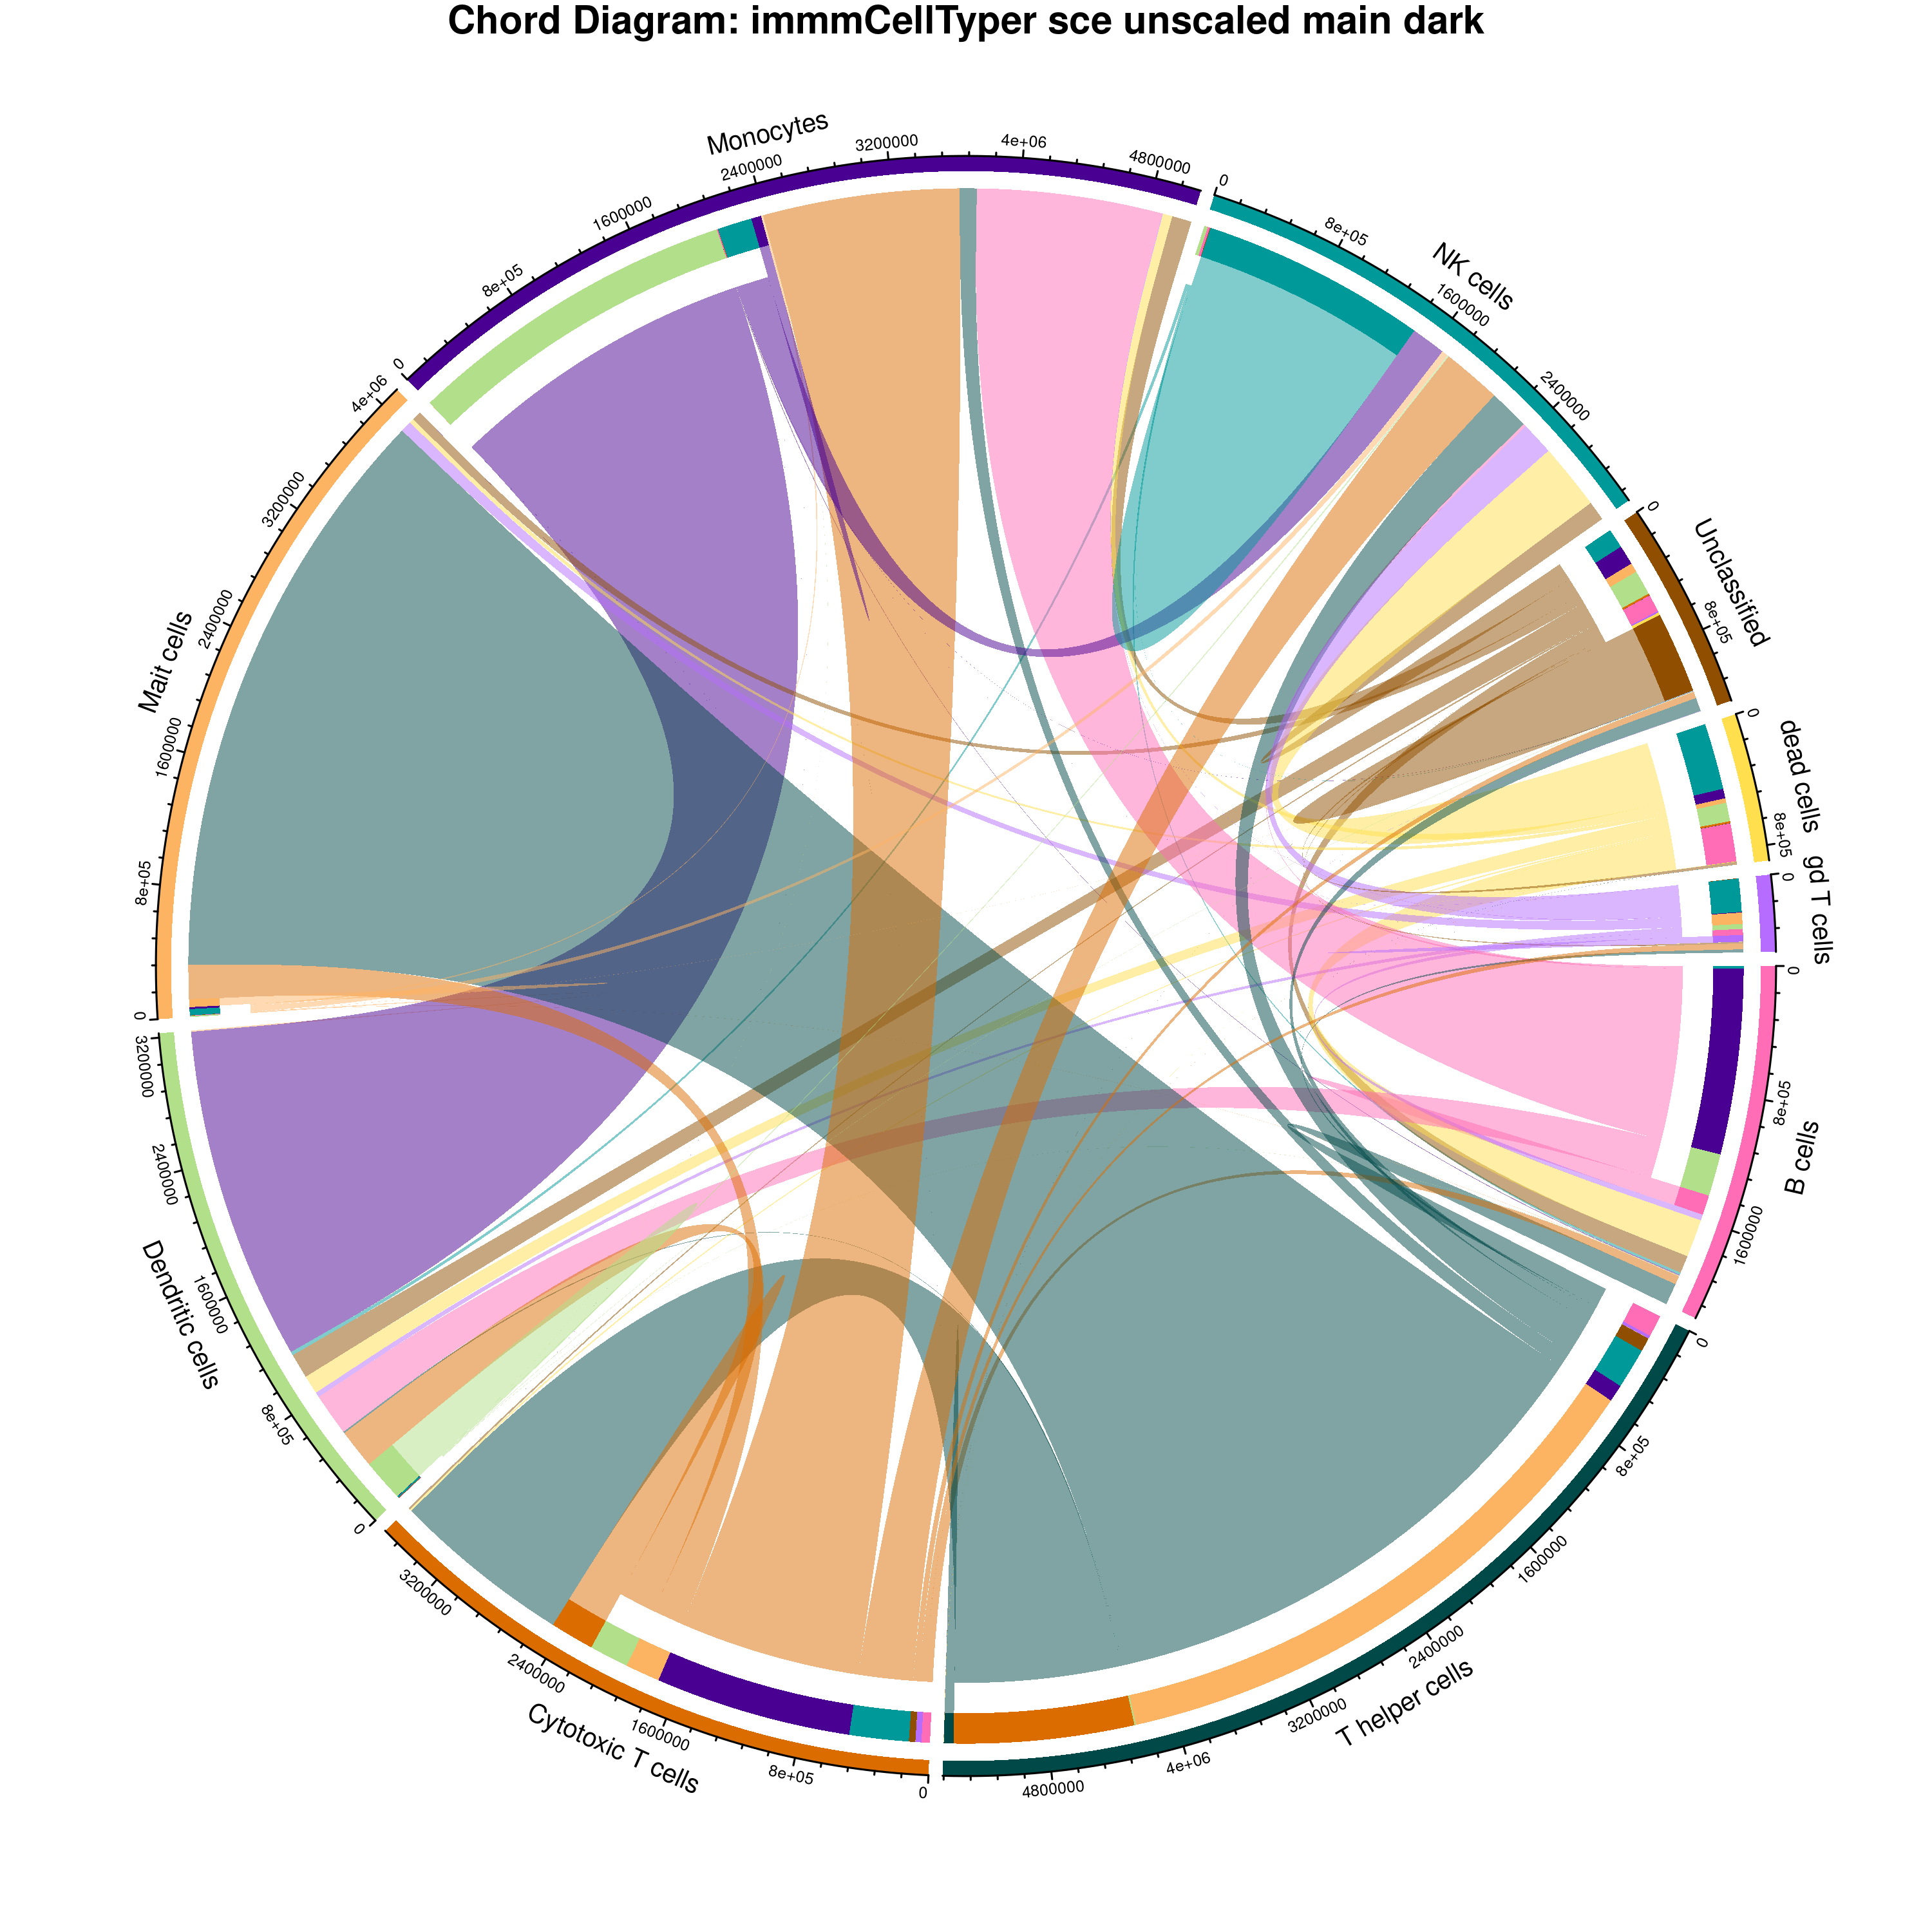 Chord Diagram: immmCellTyper sce unscaled main dark
Monocytes
0
8e+05
1600000
2400000
3200000
4e+06
4800000
NK cells
0
8e+05
1600000
2400000
Unclassified
0
8e+05
dead cells
0
8e+05
gd T cells
0
B cells
0
8e+05
1600000
T helper cells
0
8e+05
1600000
2400000
3200000
4e+06
4800000
Cytotoxic T cells
0
8e+05
1600000
2400000
3200000
Dendritic cells
0
8e+05
1600000
2400000
3200000
Mait cells
0
8e+05
1600000
2400000
3200000
4e+06